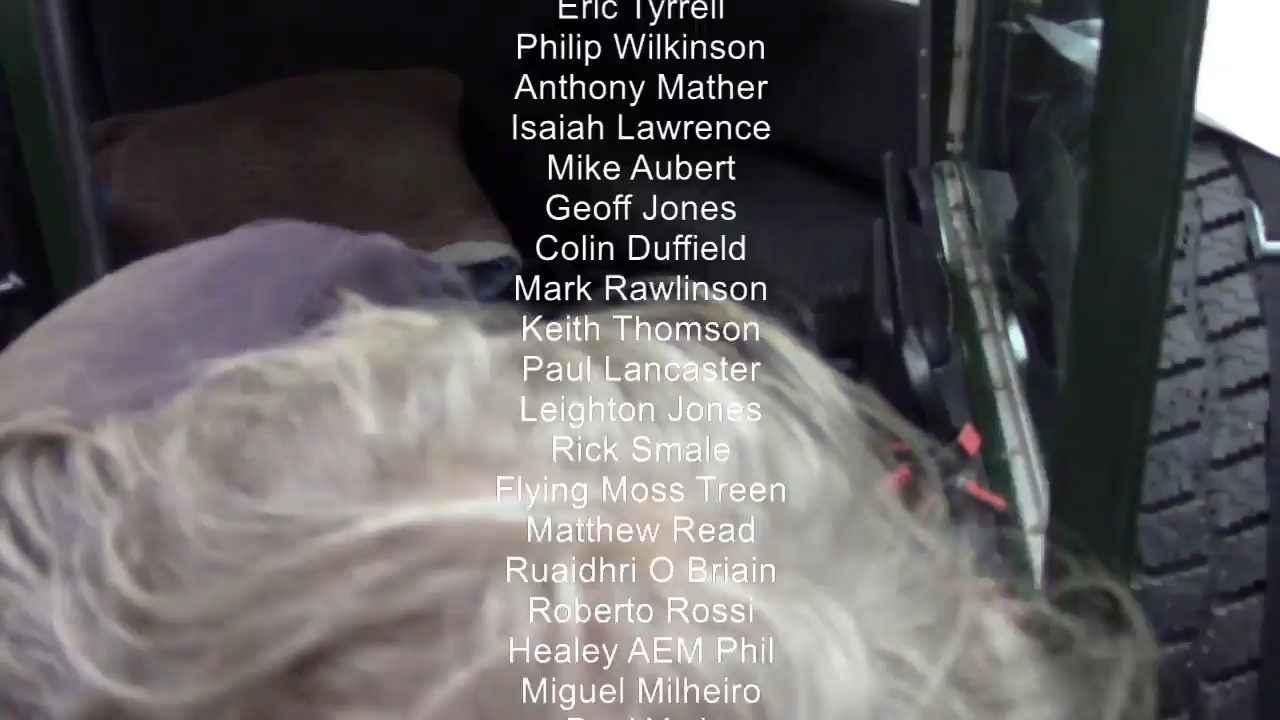 Eric Tyrrell
Philip Wilkinson
Anthony Mather
Isaiah Lawrence
Mike Aubert
Geoff Jones
Colin Duffield
Mark Rawlinson
Keith Thomson
Paul Lancaster
Leighton Jones
Rick Smale
Flying Moss Treen
Matthew Read
Ruaidhri O Briain
Roberto Rossi
Healey AEM Phil
Miguel Milheiro